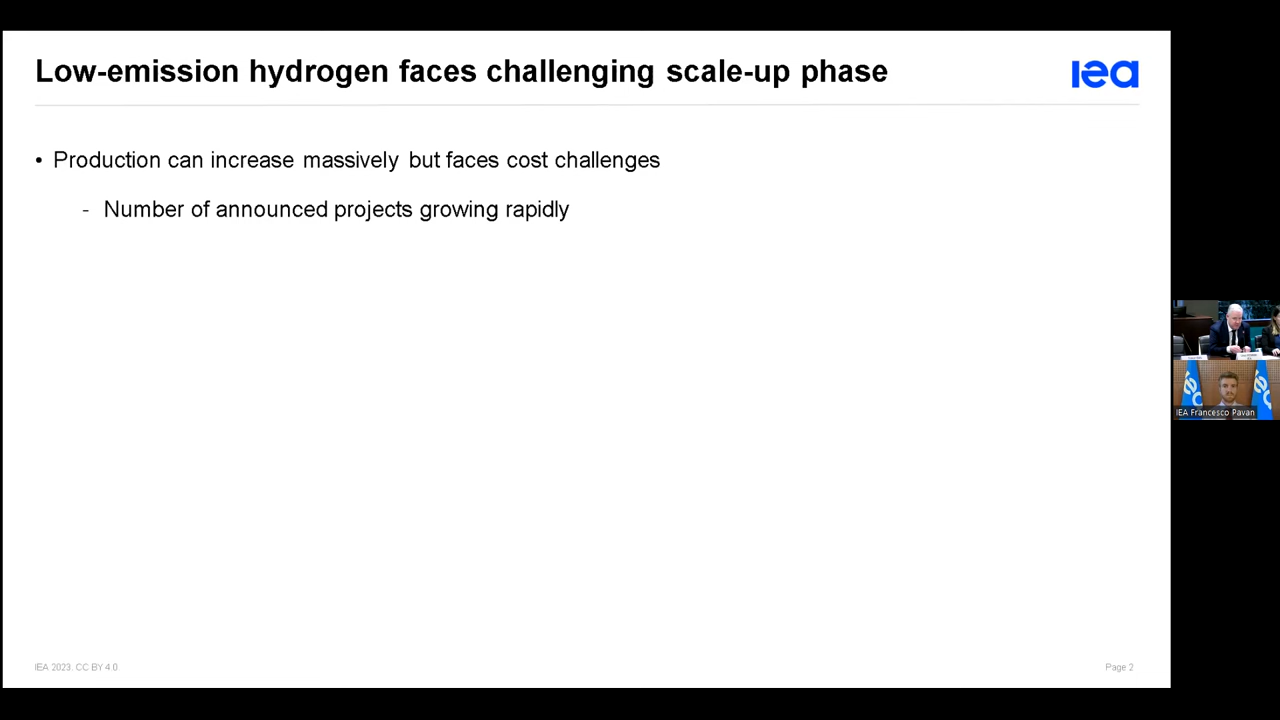 Low-emission hydrogen faces challenging scale-up phase
iea
• Production can increase massively but faces cost challenges
- Number of announced projects growing rapidly
IEA Francesco Pavan
IEA 2023. CC BY 4.0.
Page 2